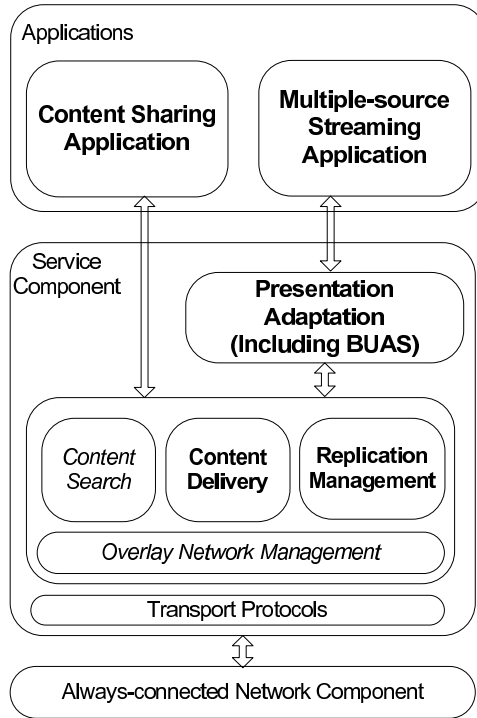 Applications
Content Sharing
Application
Multiple-source
Streaming
Application
Service
Component
Presentation
Adaptation
(Including BUAS)
Content
Search
Content
Delivery
Replication
Management
Overlay Network Management
Transport Protocols
Always-connected Network Component